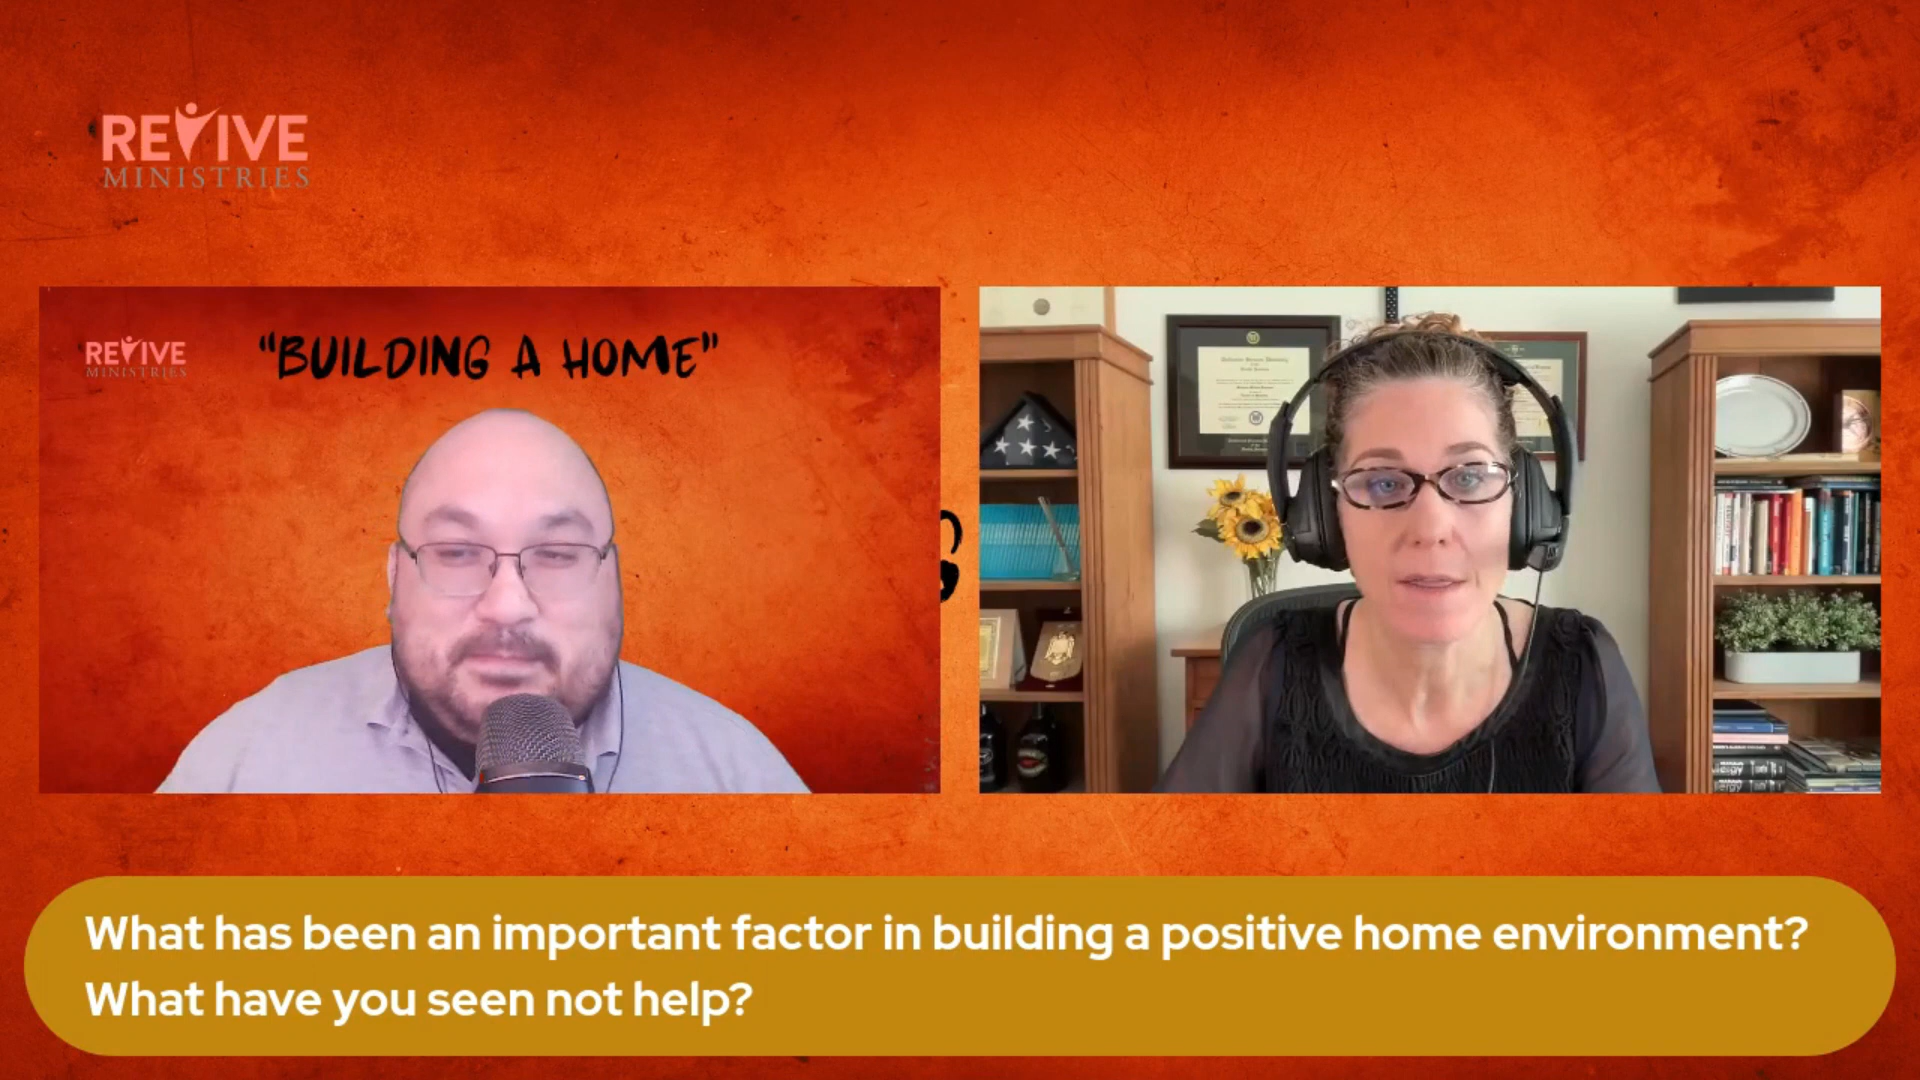 REVIVE
MINISTRIES
REVIVE
MINISTRIES
"BUILDING A HOME"
What has been an important factor in building a positive home environment?
What have you seen not help?